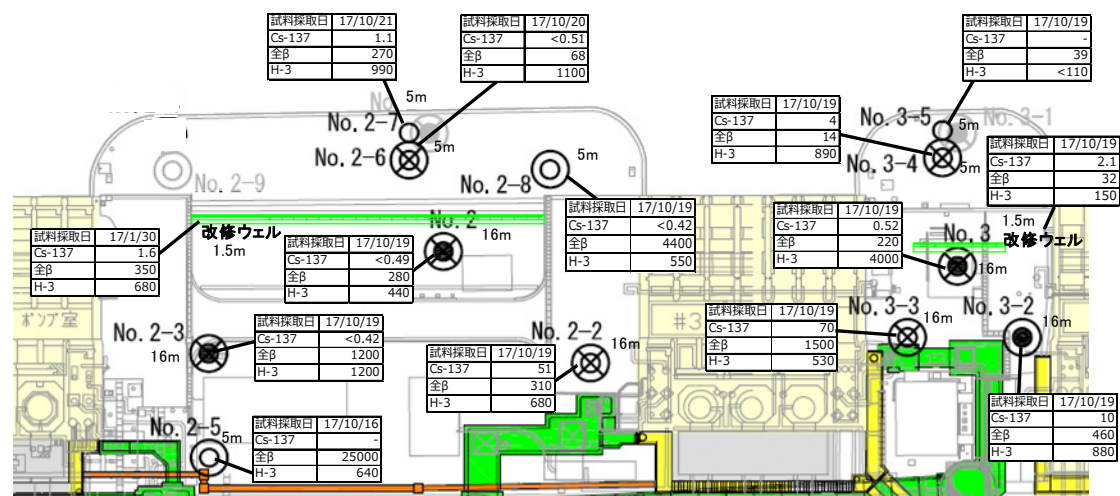 試料採取日 17/10/21
Cs-137 1.1
全β 270
H-3 990
試料採取日 17/10/20
Cs-137 <0.51
全β 68
H-3 1100
試料採取日 17/10/19
Cs-137 -
全β 39
H-3 <110
5m
No. 2-7
5m
No. 2-6
No. 2-9
No. 2-8
5m
試料採取日 17/10/19
Cs-137 4
全β 14
H-3 890
No. 3-5
5m
No. 3-1
No. 3-4
5m
試料採取日 17/10/19
Cs-137 2.1
全β 32
H-3 150
試料採取日 17/1/30
Cs-137 1.6
全β 350
H-3 680
改修ウェル
1.5m
No. 2
16m
試料採取日 17/10/19
Cs-137 <0.49
全β 280
H-3 440
試料採取日 17/10/19
Cs-137 <0.42
全β 4400
H-3 550
試料採取日 17/10/19
Cs-137 0.52
全β 220
H-3 4000
1.5m
改修ウェル
No. 3
16m
ポンプ室
No. 2-3
16m
試料採取日 17/10/19
Cs-137 <0.42
全β 1200
H-3 1200
No. 2-2
16m
試料採取日 17/10/19
Cs-137 51
全β 310
H-3 680
#3
試料採取日 17/10/19
Cs-137 70
全β 1500
H-3 530
No. 3-3
16m
No. 3-2
16m
試料採取日 17/10/19
Cs-137 10
全β 460
H-3 880
No. 2-5
5m
試料採取日 17/10/16
Cs-137 -
全β 25000
H-3 640